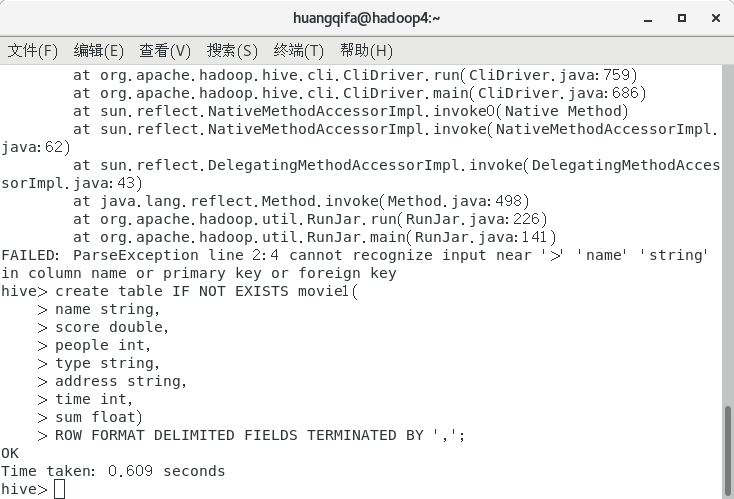 huangqifa@hadoop4:~
文件(F) 编辑(E) 查看(V) 搜索(S) 终端(T) 帮助(H)
at org.apache.hadoop.hive.cli.CliDriver.run(CliDriver.java:759)
at org.apache.hadoop.hive.cli.CliDriver.main(CliDriver.java:686)
at sun.reflect.NativeMethodAccessorImpl.invoke0(Native Method)
at sun.reflect.NativeMethodAccessorImpl.invoke(NativeMethodAccessorImpl.
java:62)
at sun.reflect.DelegatingMethodAccessorImpl.invoke(DelegatingMethodAcces
sorImpl.java:43)
at java.lang.reflect.Method.invoke(Method.java:498)
at org.apache.hadoop.util.RunJar.run(RunJar.java:226)
at org.apache.hadoop.util.RunJar.main(RunJar.java:141)
FAILED: ParseException line 2:4 cannot recognize input near '>' 'name' 'string'
in column name or primary key or foreign key
hive> create table IF NOT EXISTS movie1(
> name string,
> score double,
> people int,
> type string,
> address string,
> time int,
> sum float)
> ROW FORMAT DELIMITED FIELDS TERMINATED BY ',';
OK
Time taken: 0.609 seconds
hive>